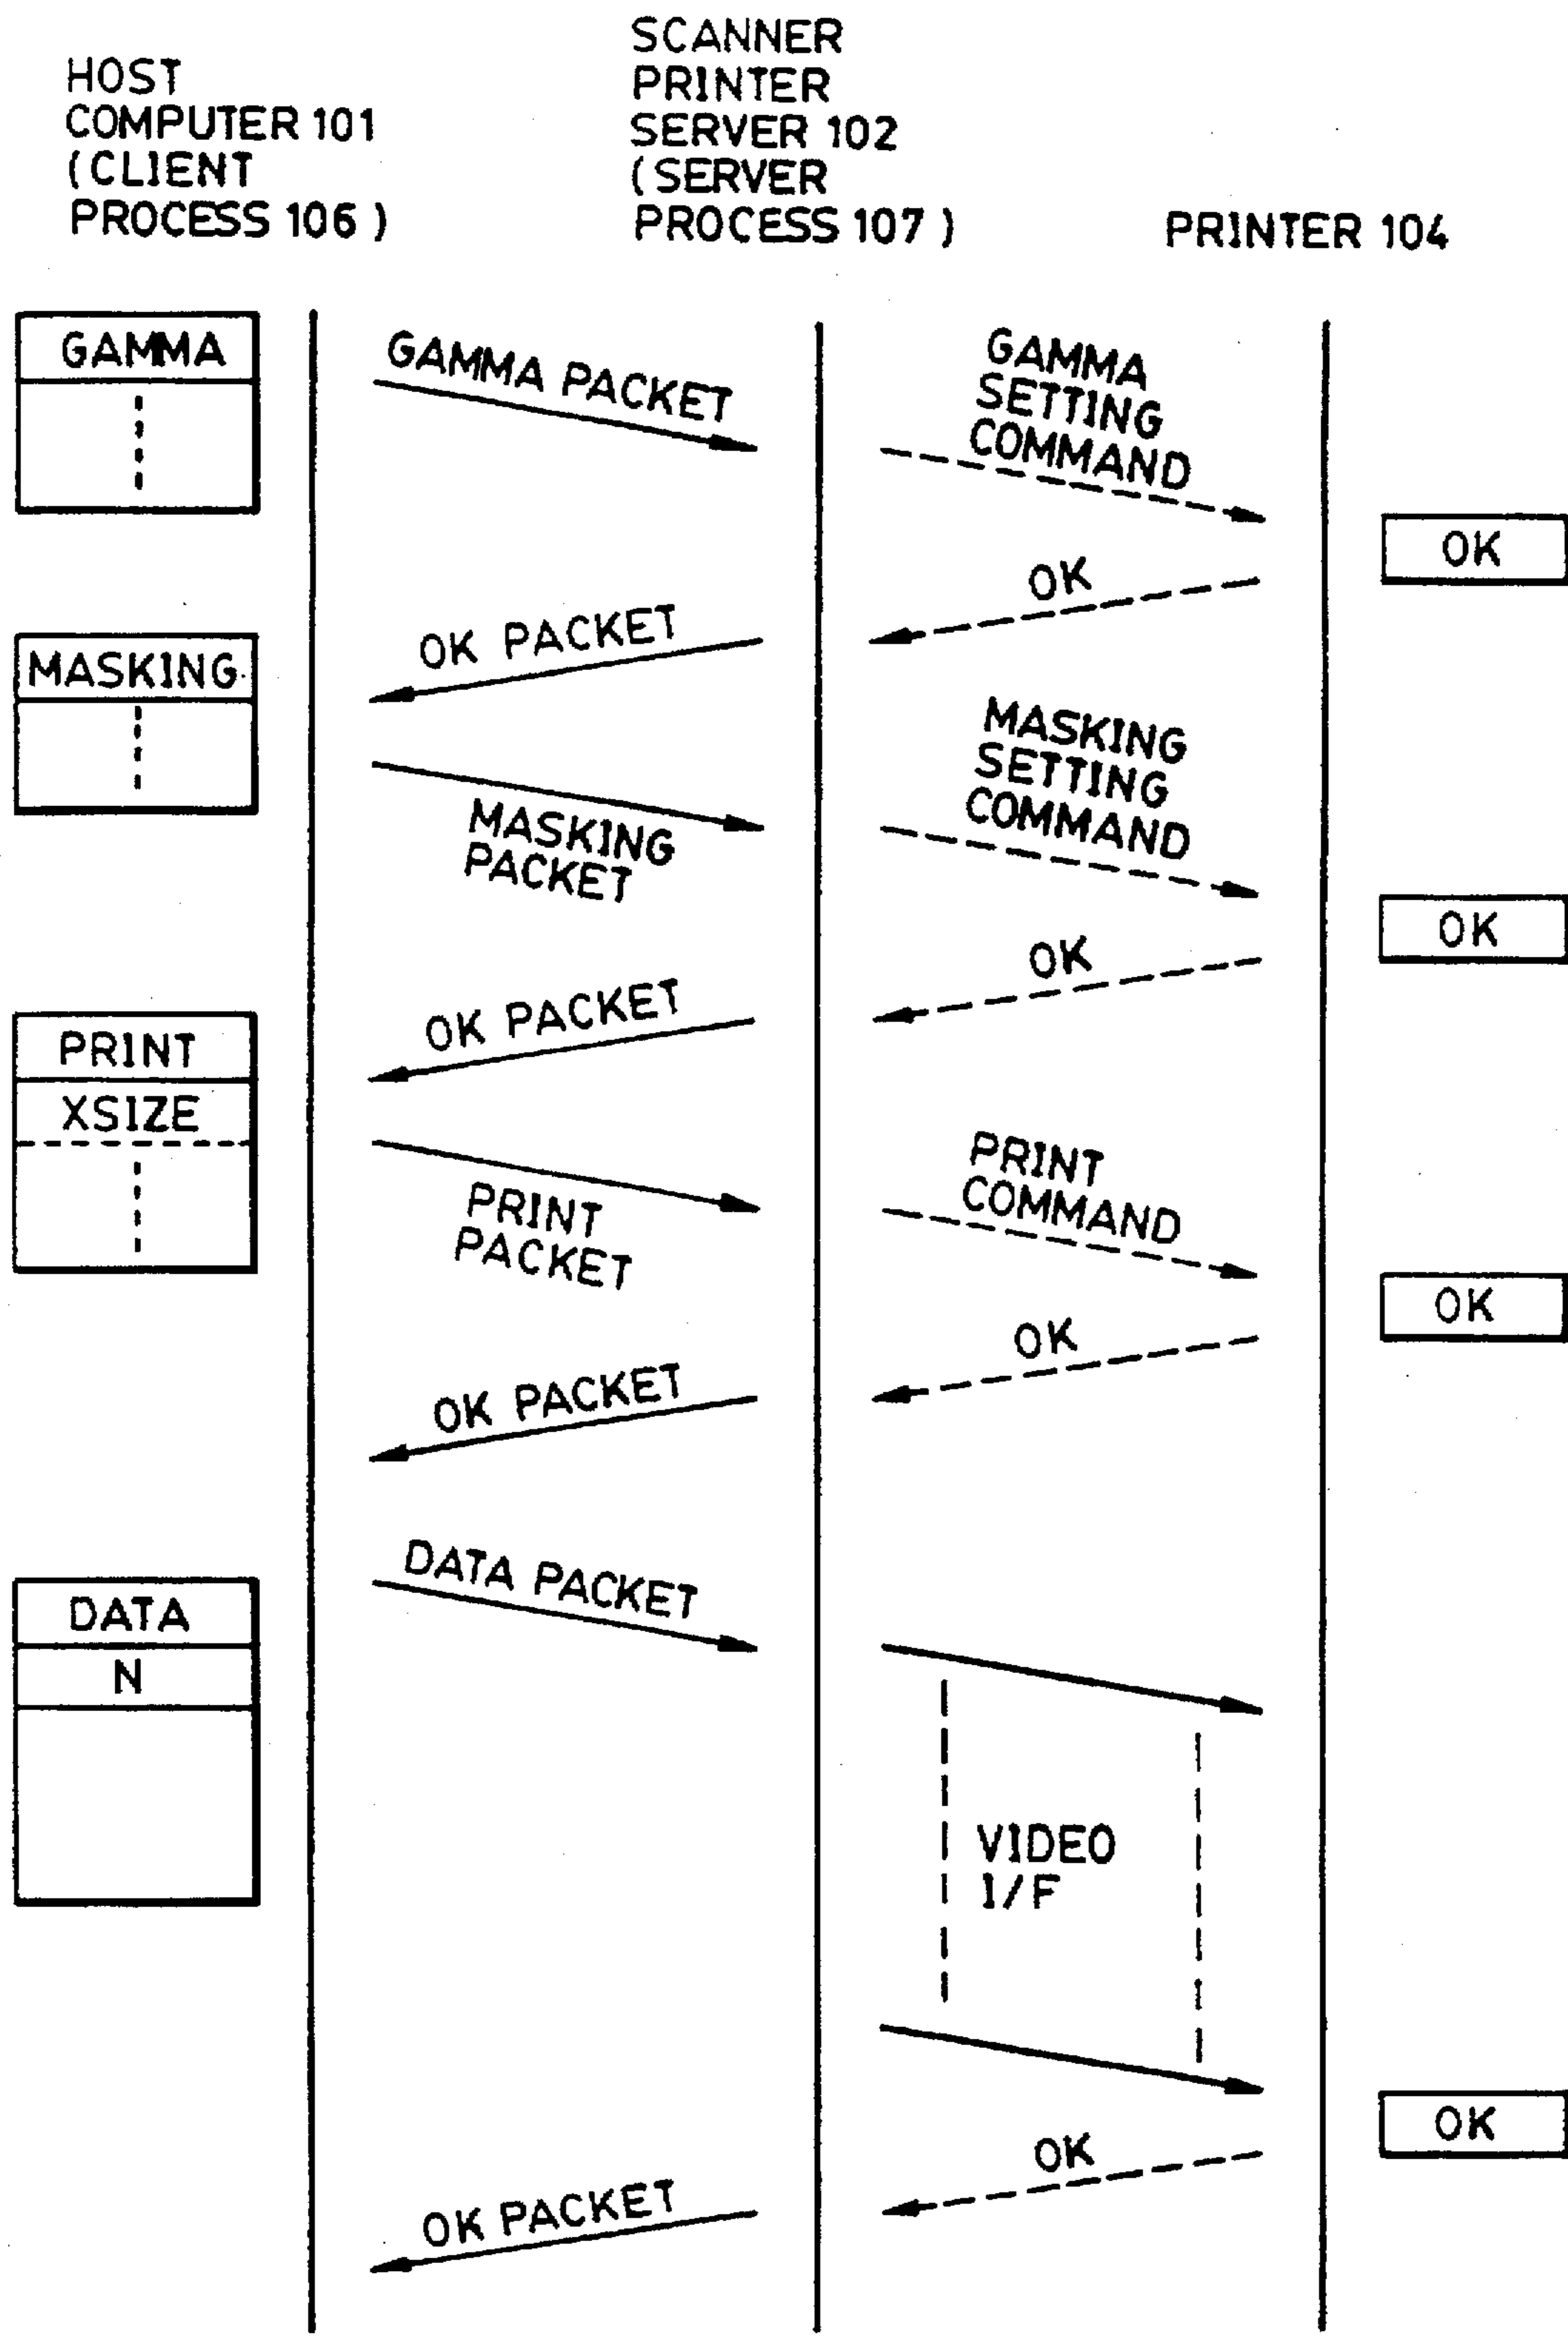 HOST
COMPUTER 101
(CLIENT
PROCESS 106)
SCANNER
PRINTER
SERVER 102
(SERVER
PROCESS 107)
PRINTER 104
GAMMA
GAMMA PACKET
GAMMA
SETTING
COMMAND
OK
OK
OK PACKET
MASKING
MASKING
PACKET
MASKING
SETTING
COMMAND
OK
OK
OK PACKET
PRINT
XSIZE
PRINT
PACKET
PRINT
COMMAND
OK
OK
OK PACKET
DATA
N
DATA PACKET
VIDEO
I/F
OK
OK
OK PACKET